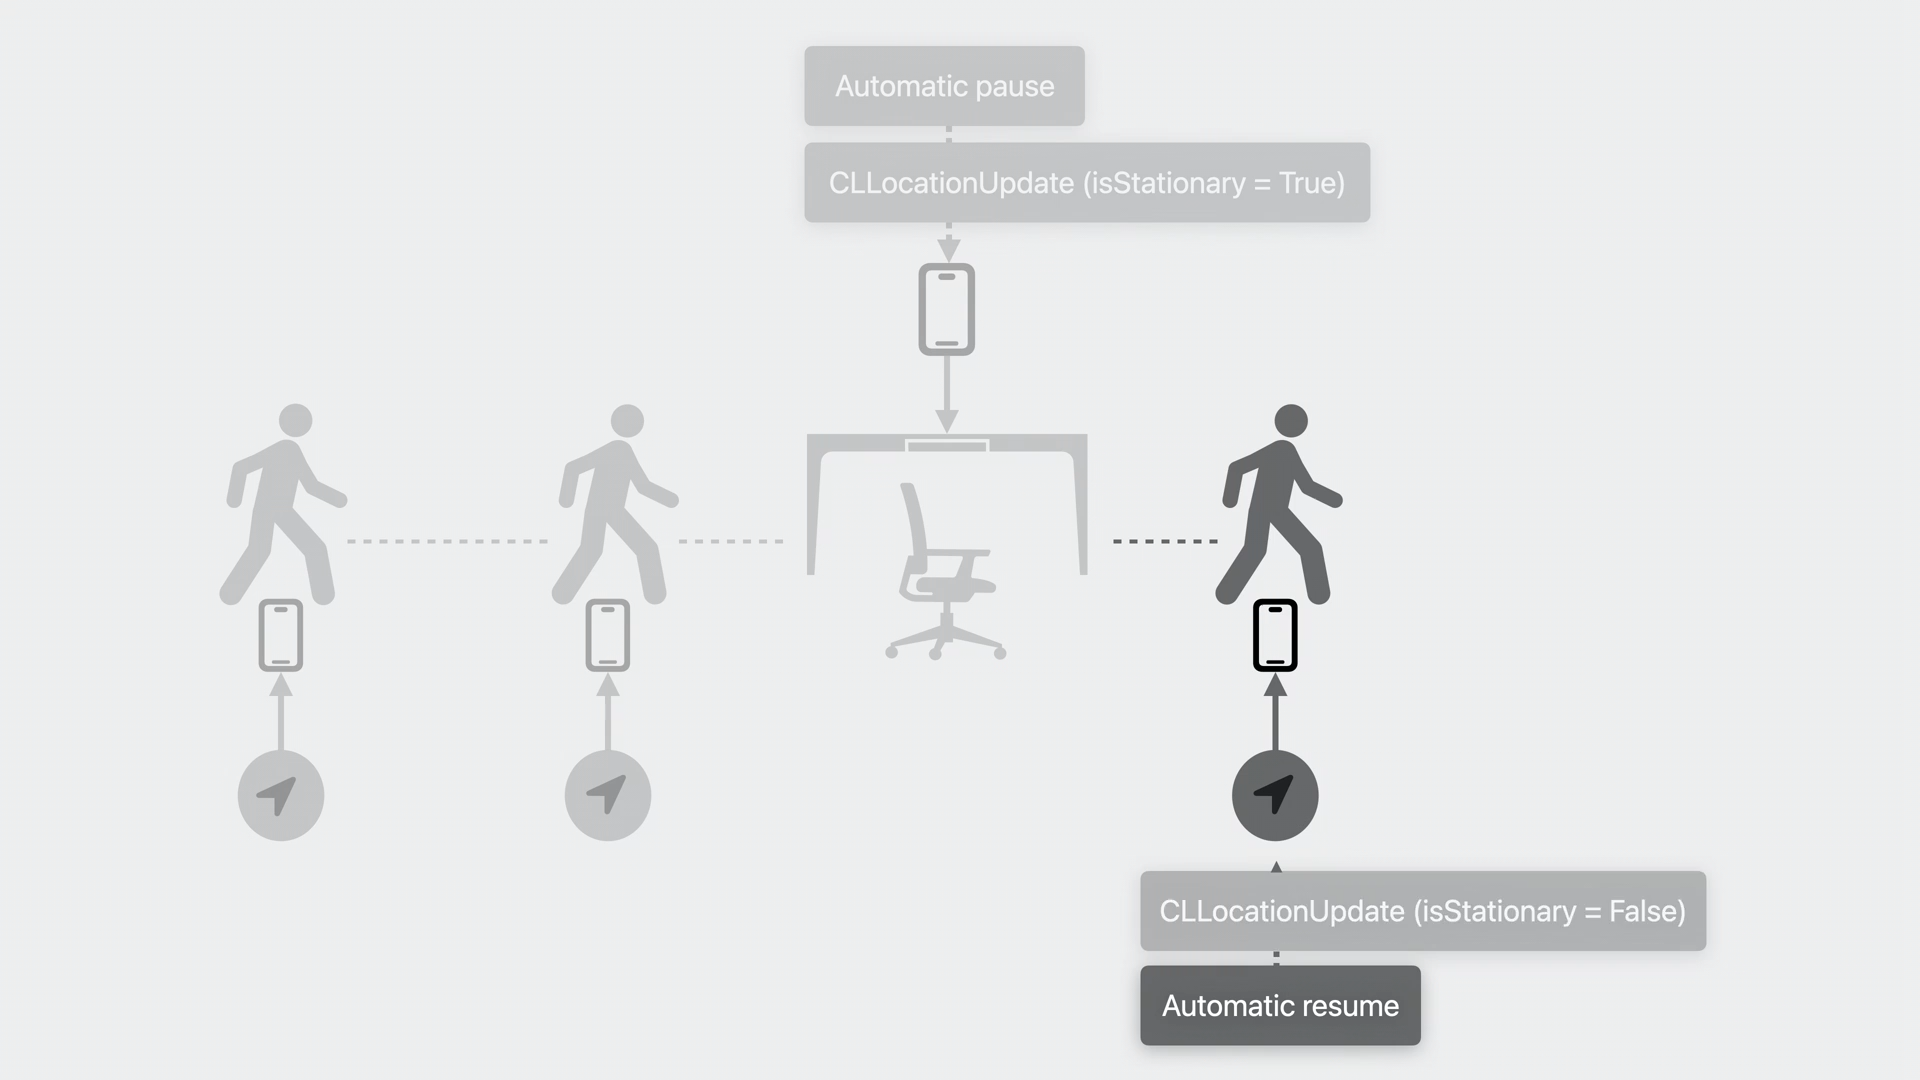 Automatic pause
CLLocationUpdate (isStationary = True)
CLLocationUpdate (isStationary = False)
Automatic resume